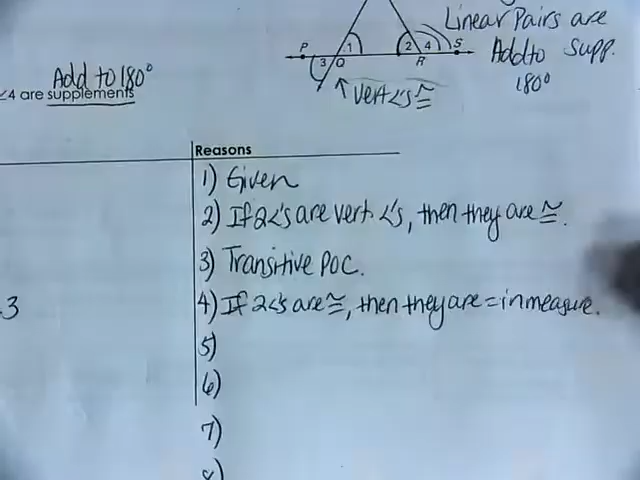 Linear Pairs are
Add to Supp.
180°
P 3 Q 1 2 4 R S
vert <'s ≅
Add to 180°
∠4 are supplements
Reasons
1) Given
2) If 2 <'s are vert. <'s, then they are ≅.
3) Transitive POC.
3
4) If 2 <'s are ≅, then they are = in measure.
5)
6)
7)
8)